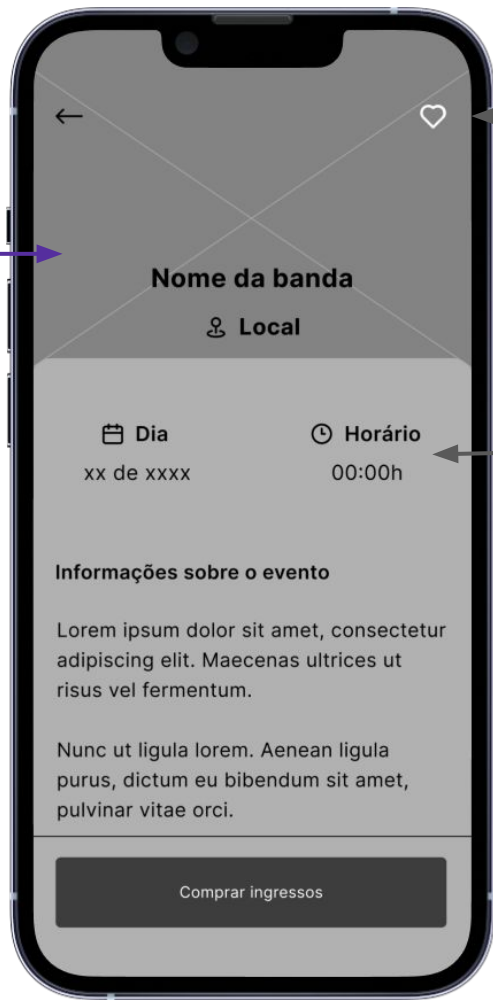 Nome da banda
Local
Dia
Horário
xx de xxxx
00:00h
Informações sobre o evento
Lorem ipsum dolor sit amet, consectetur
adipiscing elit. Maecenas ultrices ut
risus vel fermentum.
Nunc ut ligula lorem. Aenean ligula
purus, dictum eu bibendum sit amet,
pulvinar vitae orci.
Comprar ingressos